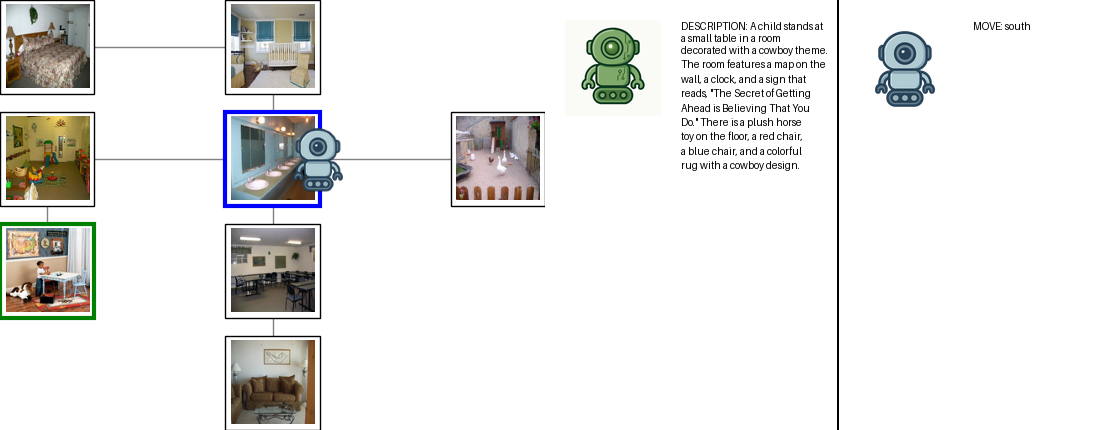 DESCRIPTION: A child stands at
a small table in a room
decorated with a cowboy theme.
The room features a map on the
wall, a clock, and a sign that
reads, "The Secret of Getting
Ahead is Believing That You
Do." There is a plush horse
toy on the floor, a red chair,
a blue chair, and a colorful
rug with a cowboy design.
MOVE: south